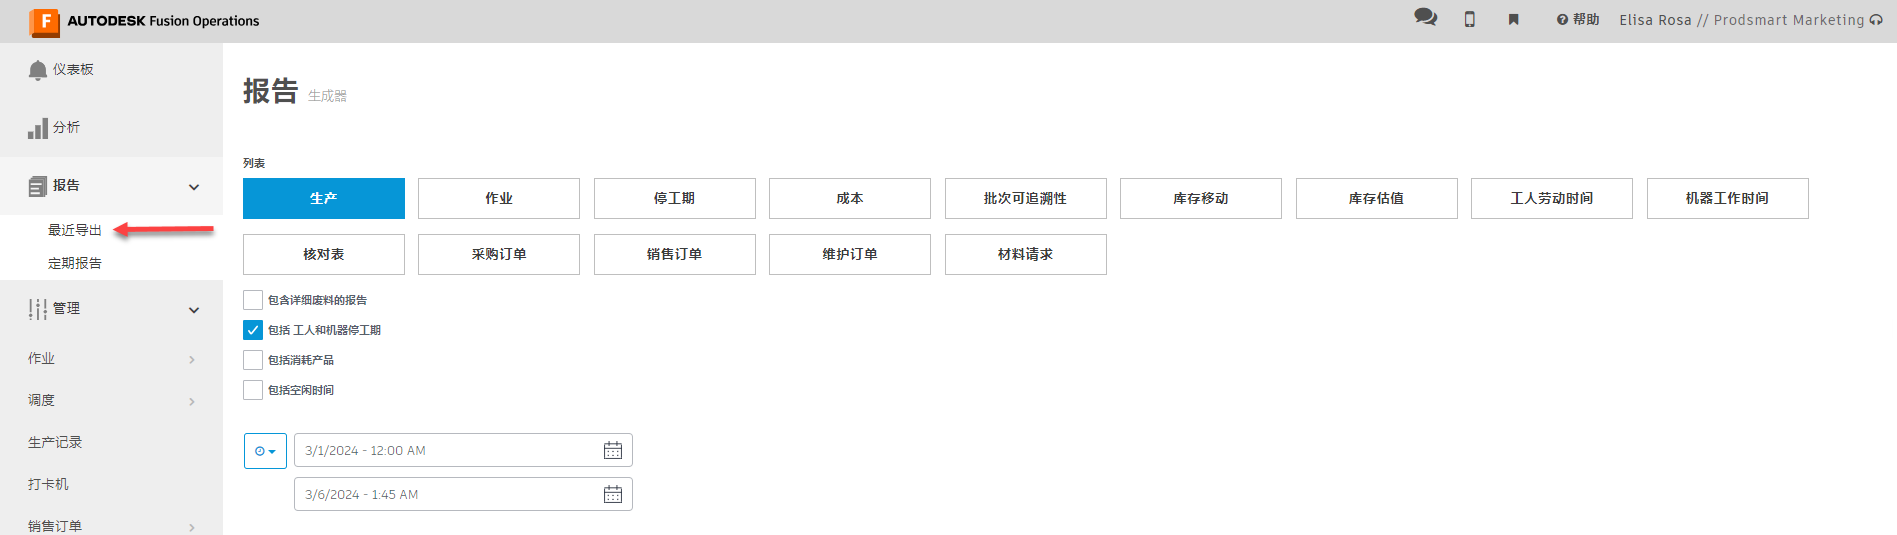 AUTODESK Fusion Operations
帮助
Elisa Rosa // Prodsmart Marketing
仪表板
分析
报告
最近导出
定期报告
管理
作业
调度
生产记录
打卡机
销售订单
报告 生成器
列表
生产 作业 停工期 成本 批次可追溯性 库存移动 库存估值 工人劳动时间 机器工作时间
核对表 采购订单 销售订单 维护订单 材料请求
包含详细废料的报告
包括 工人和机器停工期
包括消耗产品
包括空闲时间
3/1/2024 - 12:00 AM
3/6/2024 - 1:45 AM